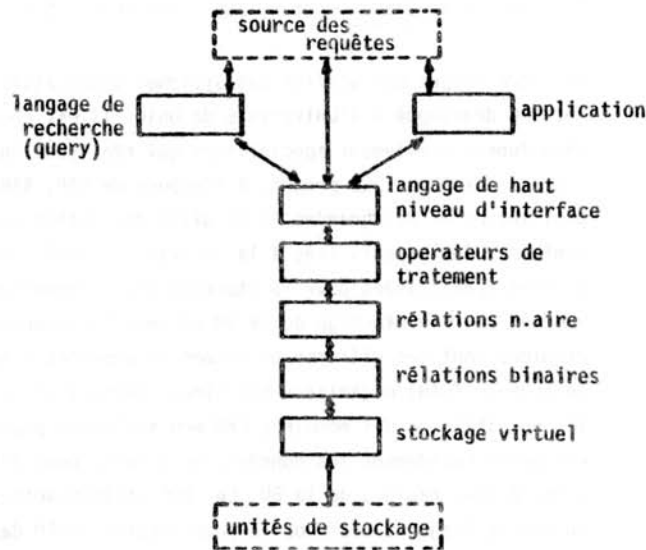 source des
requêtes
langage de
recherche
(query)
application
langage de haut
niveau d'interface
operateurs de
tratement
rélations n.aire
rélations binaires
stockage virtuel
unités de stockage